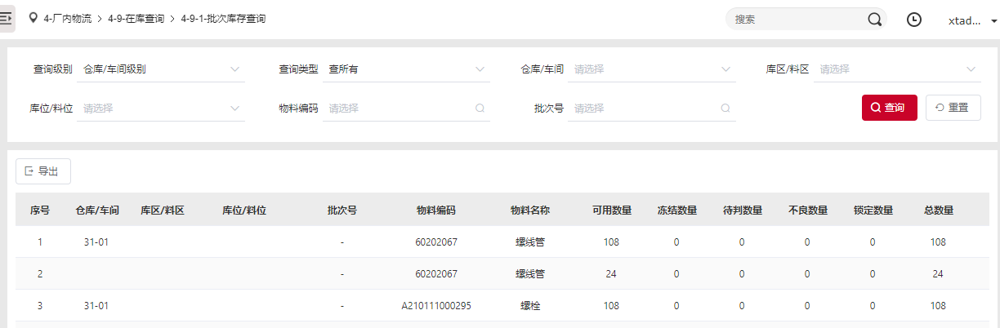 4-厂内物流 > 4-9-在库查询 > 4-9-1-批次库存查询 搜索 xtad...
查询级别 仓库/车间级别 查询类型 查所有 仓库/车间 请选择 库区/料区 请选择
库位/料位 请选择 物料编码 请选择 批次号 请选择 查询 重置
导出
序号 仓库/车间 库区/料区 库位/料位 批次号 物料编码 物料名称 可用数量 冻结数量 待判数量 不良数量 锁定数量 总数量
1 31-01 - 60202067 螺线管 108 0 0 0 0 108
2 - 60202067 螺线管 24 0 0 0 0 24
3 31-01 - A210111000295 螺栓 108 0 0 0 0 108